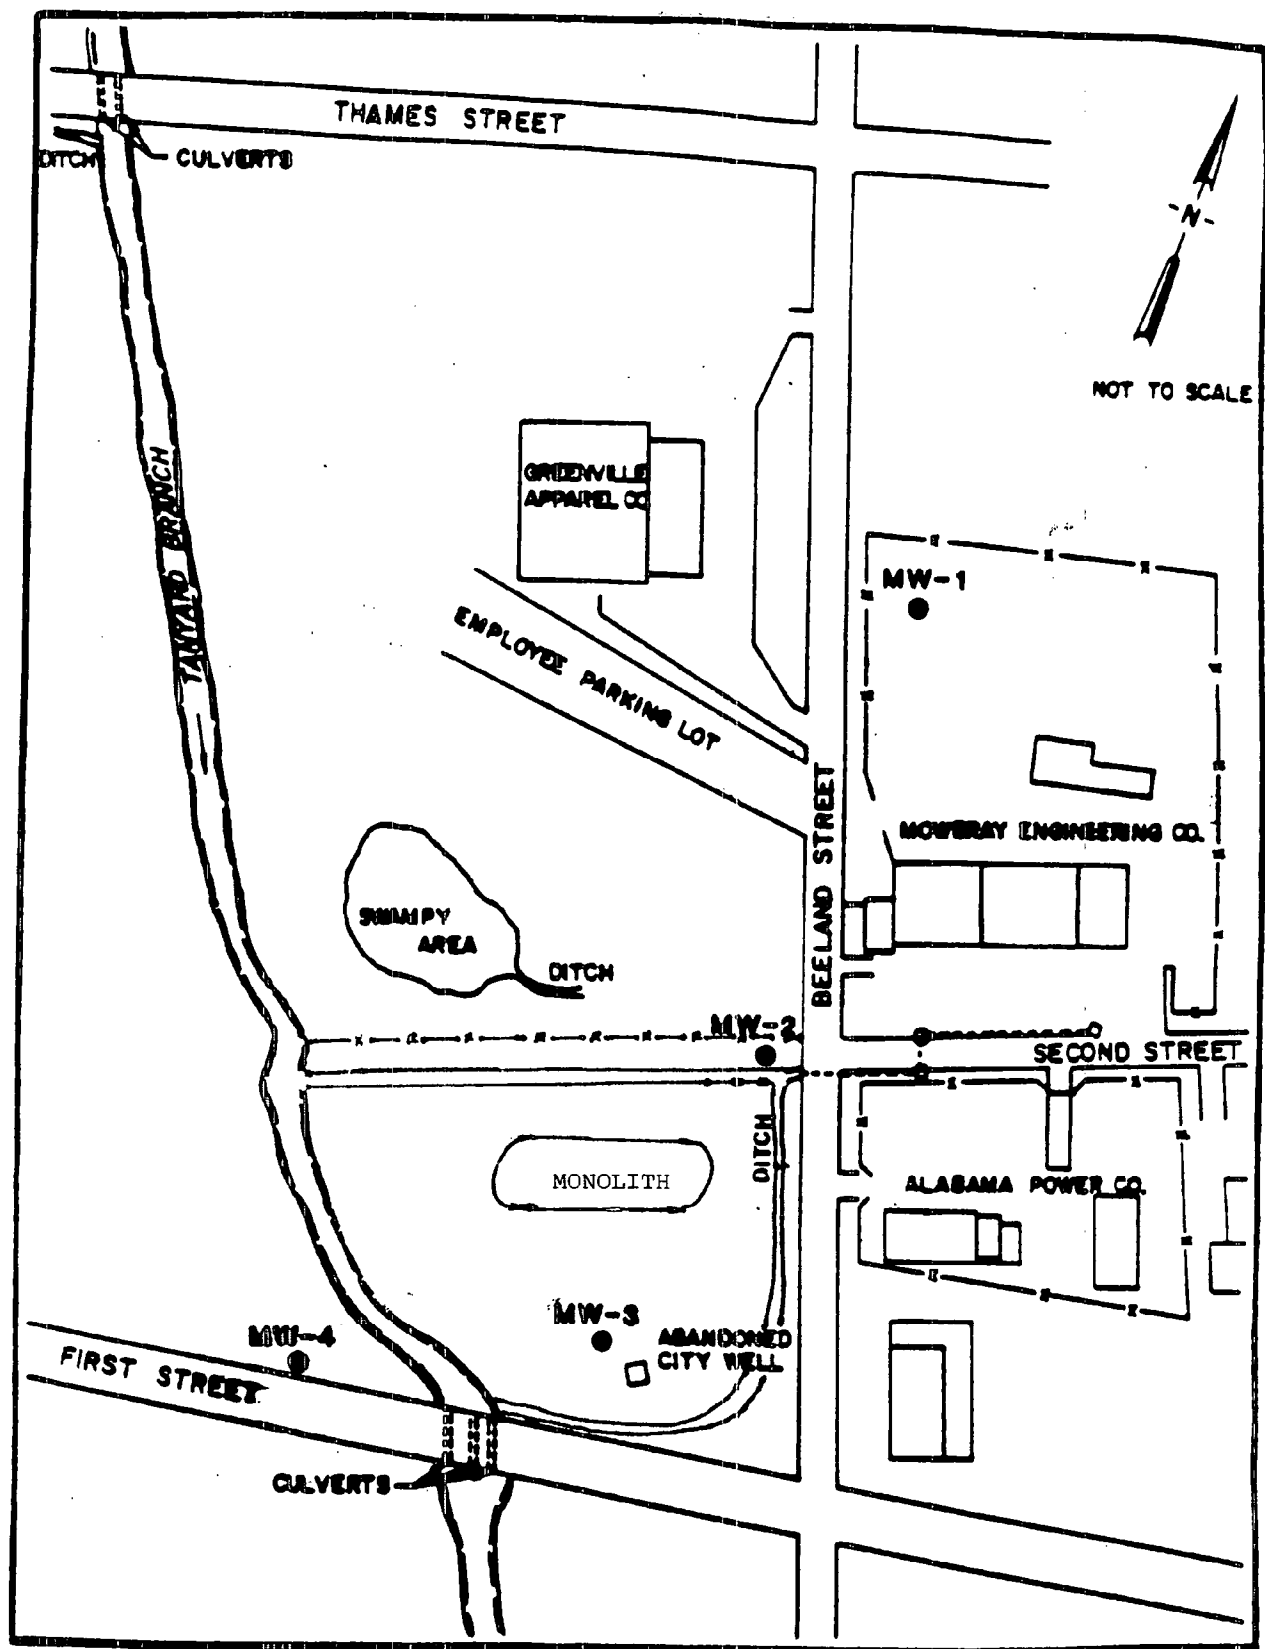 THAMES STREET
DITCH
CULVERTS
N
NOT TO SCALE
TANYARD BRANCH
GREENVILLE
APPAREL CO
MW-1
EMPLOYEE PARKING LOT
BEELAND STREET
MOWBRAY ENGINEERING CO.
SWAMPY
AREA
DITCH
MW-2
SECOND STREET
DITCH
MONOLITH
ALABAMA POWER CO.
MW-3
ABANDONED
CITY WELL
MW-4
FIRST STREET
CULVERTS